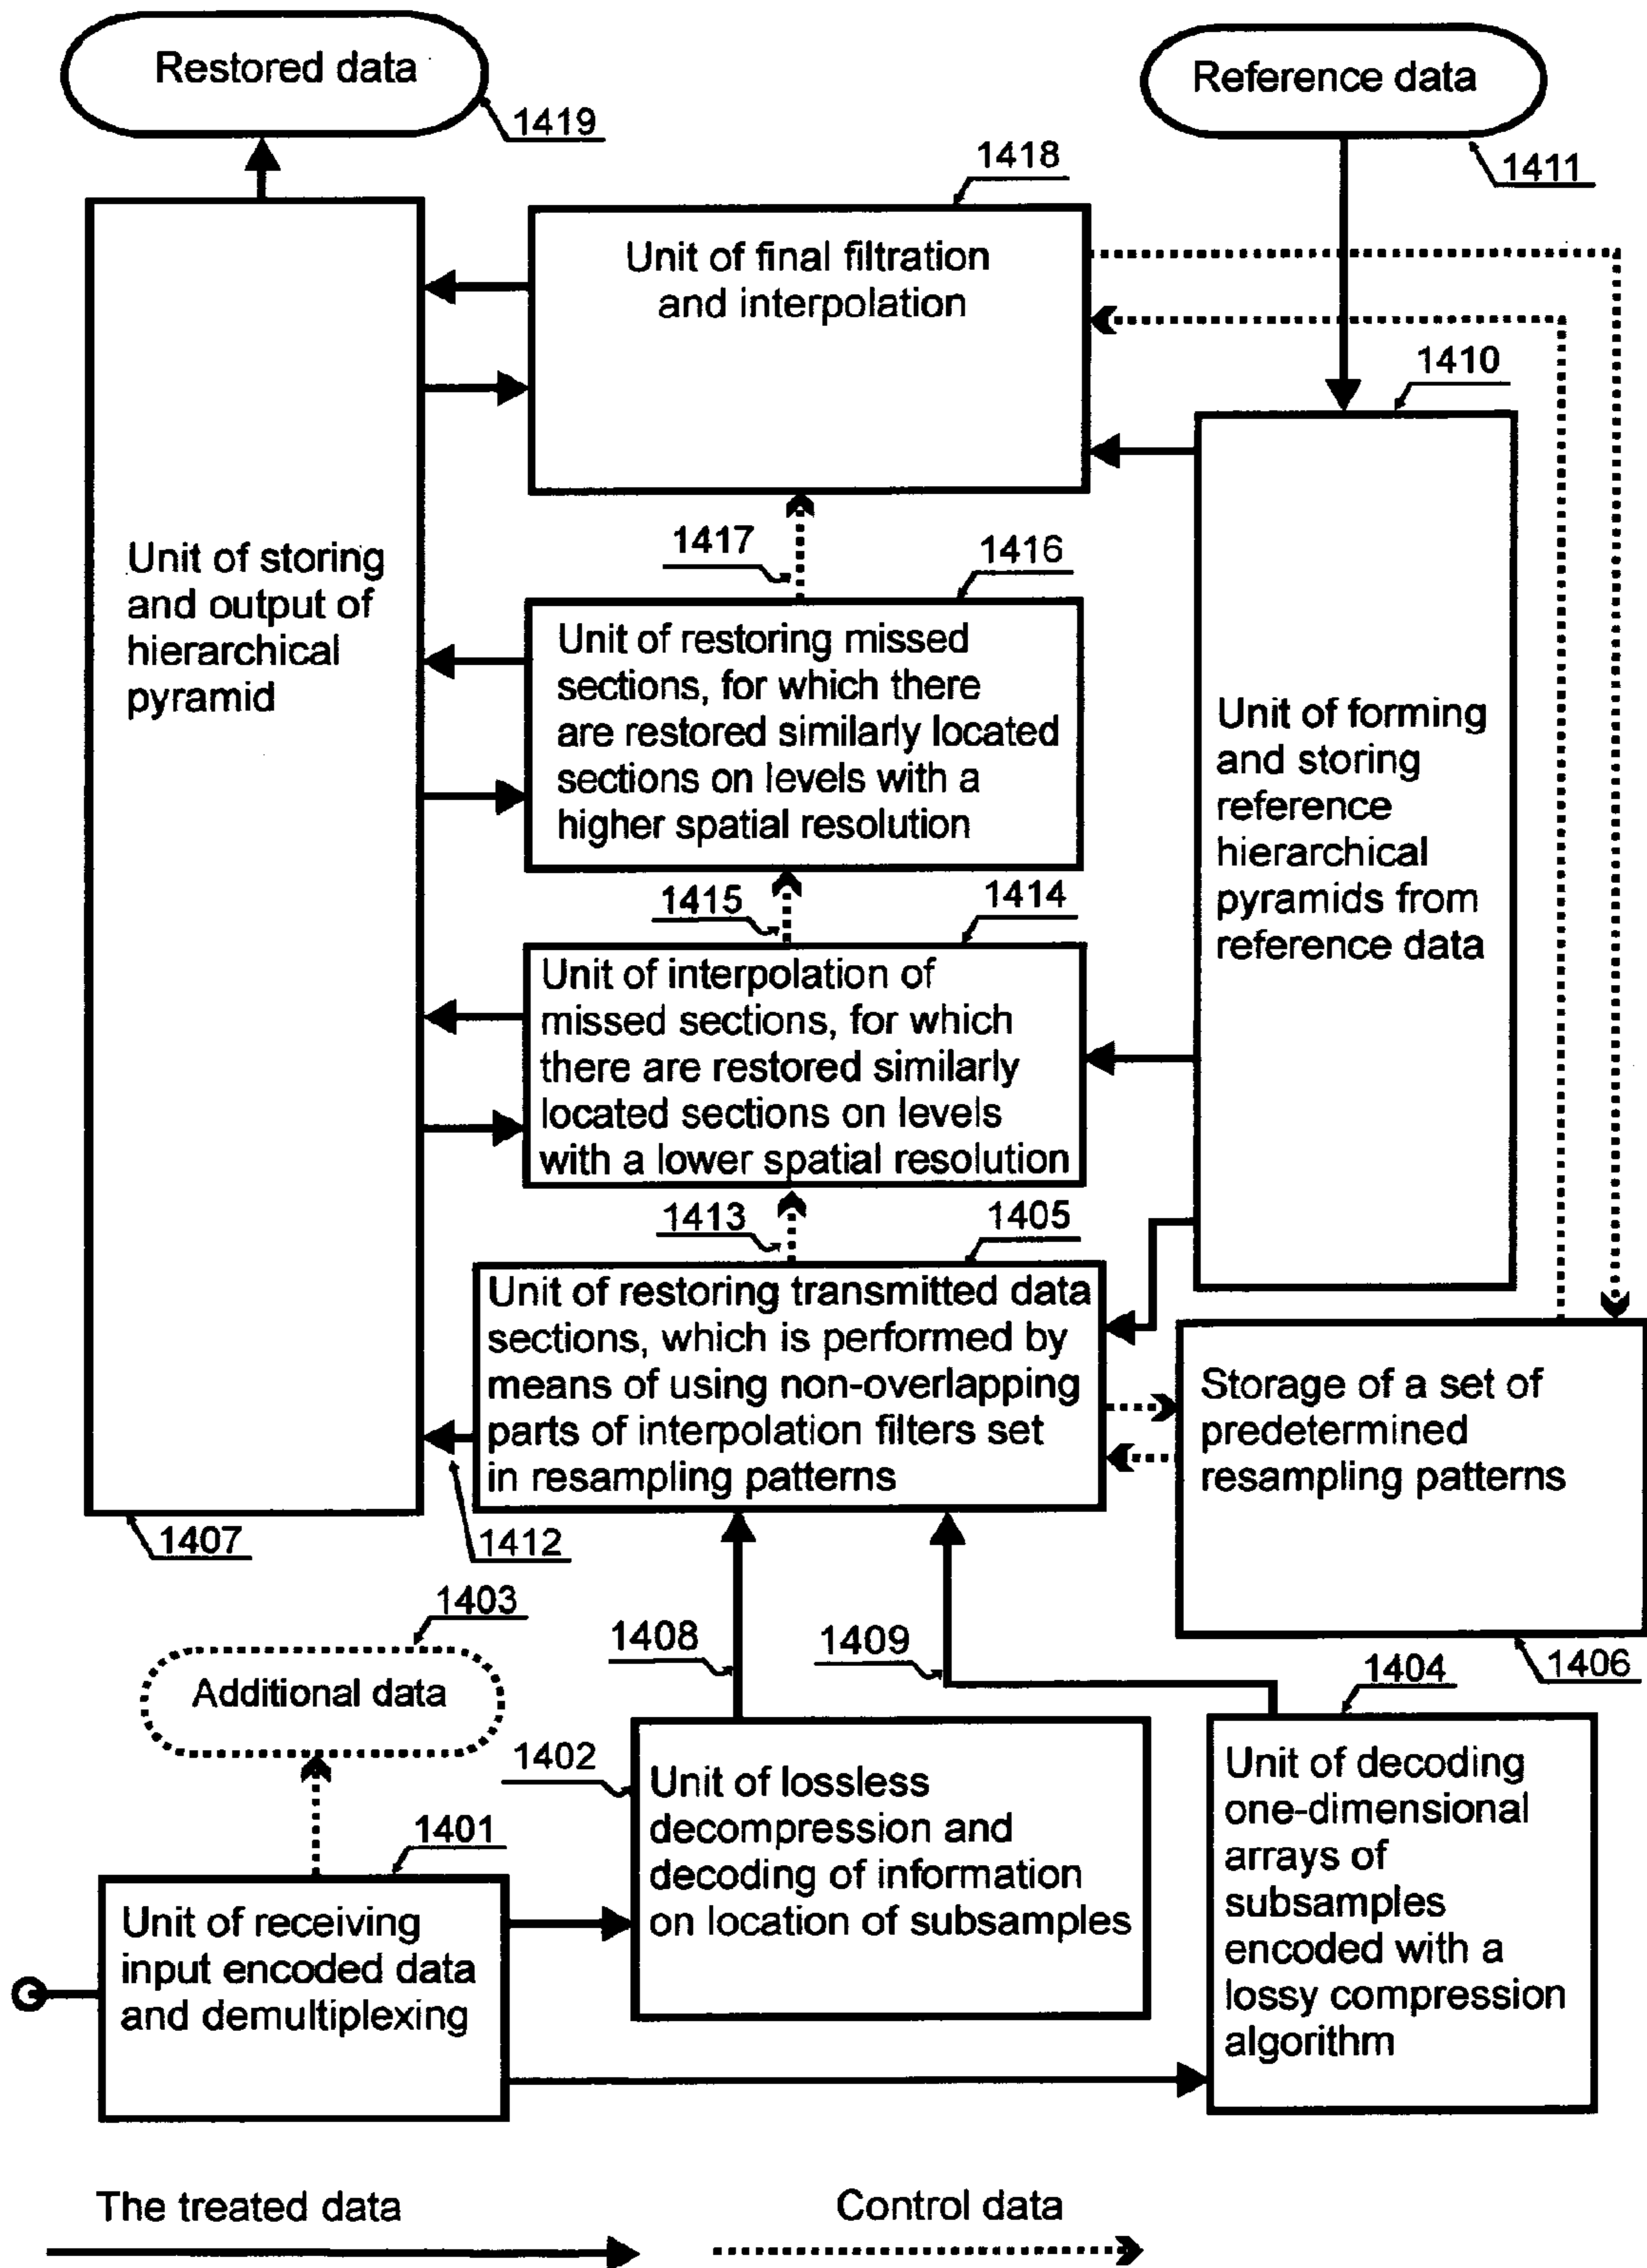 Restored data
1419
Reference data
1411
1418
Unit of final filtration
and interpolation
1410
Unit of storing
and output of
hierarchical
pyramid
1417
1416
Unit of restoring missed
sections, for which there
are restored similarly located
sections on levels with a
higher spatial resolution
Unit of forming
and storing
reference
hierarchical
pyramids from
reference data
1415
1414
Unit of interpolation of
missed sections, for which
there are restored similarly
located sections on levels
with a lower spatial resolution
1413
1405
Unit of restoring transmitted data
sections, which is performed by
means of using non-overlapping
parts of interpolation filters set
in resampling patterns
Storage of a set of
predetermined
resampling patterns
1407
1412
1403
Additional data
1408
1409
1406
1404
1402
Unit of lossless
decompression and
decoding of information
on location of subsamples
Unit of decoding
one-dimensional
arrays of
subsamples
encoded with a
lossy compression
algorithm
1401
Unit of receiving
input encoded data
and demultiplexing
The treated data
Control data